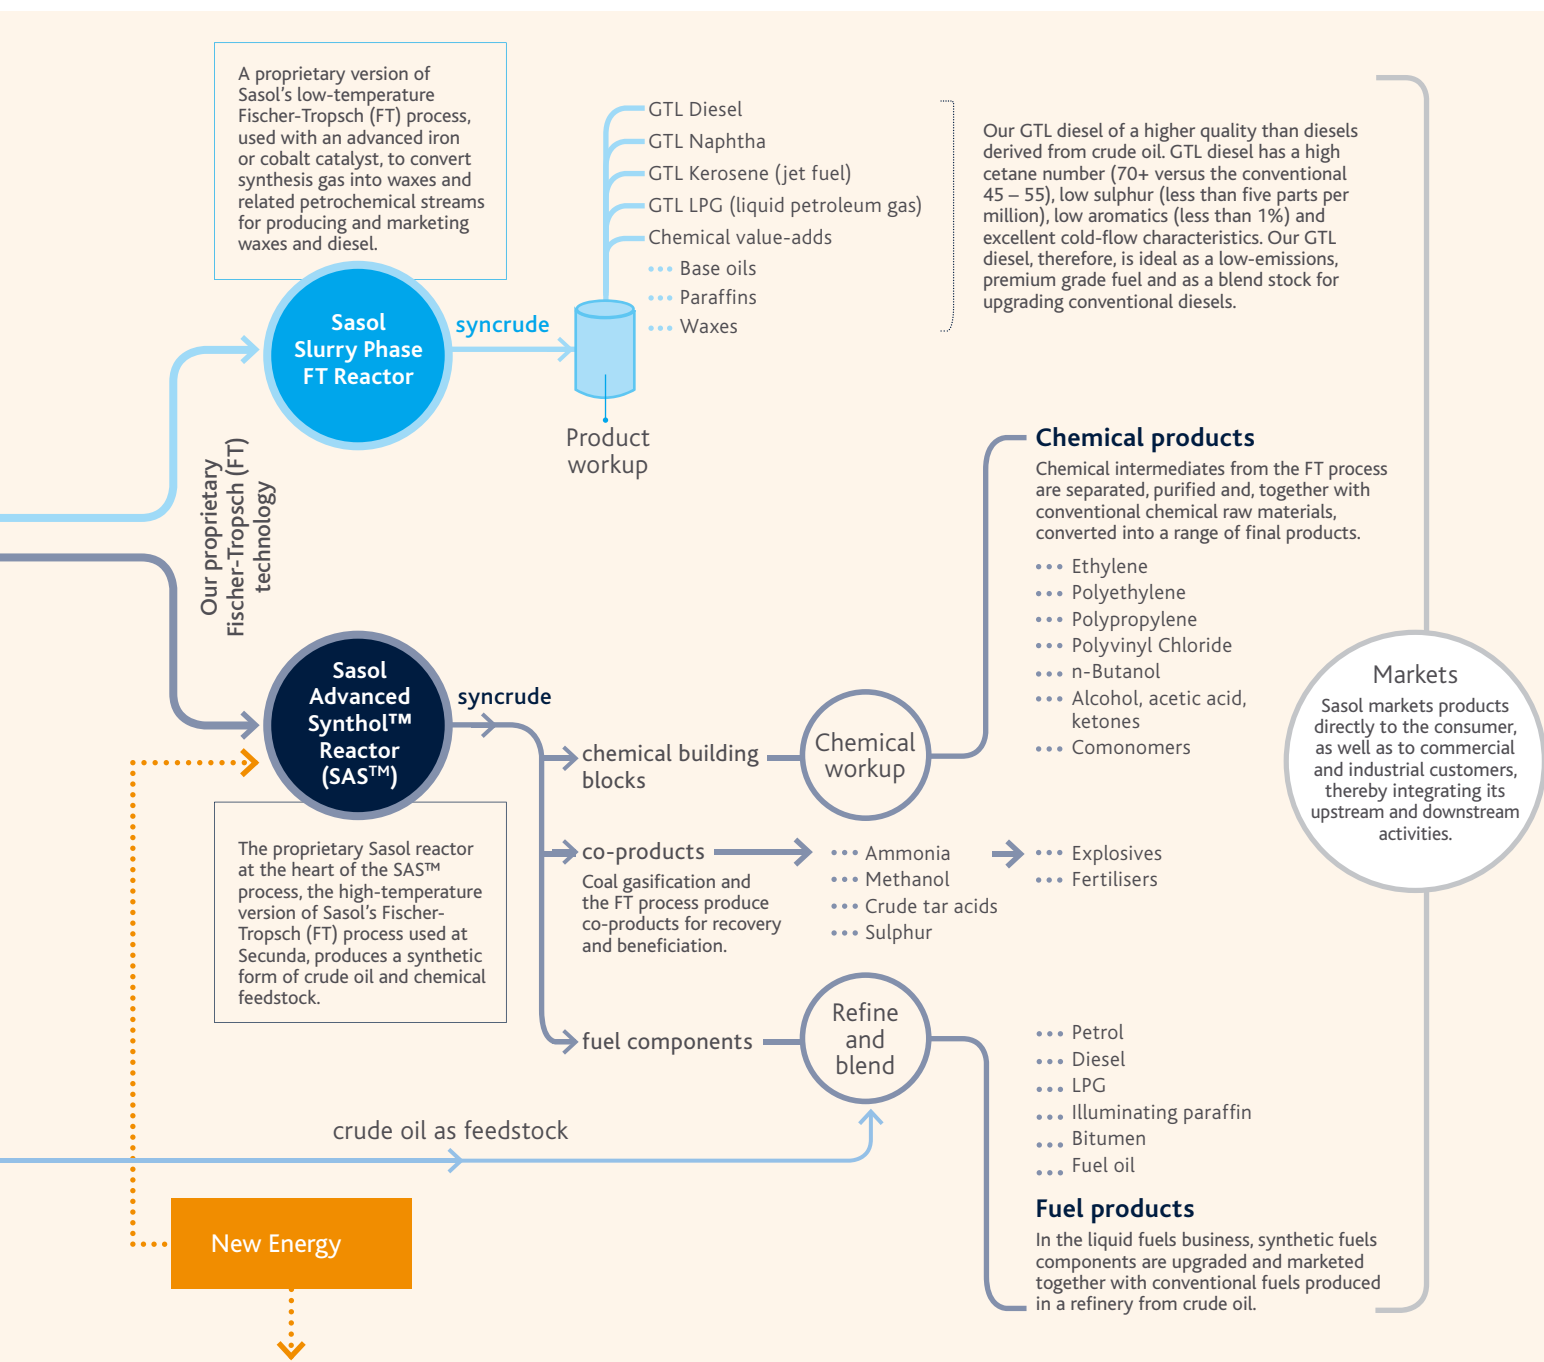 A proprietary version of
Sasol's low-temperature
Fischer-Tropsch (FT) process,
used with an advanced iron
or cobalt catalyst, to convert
synthesis gas into waxes and
related petrochemical streams
for producing and marketing
waxes and diesel.
Sasol
Slurry Phase
FT Reactor
syncrude
GTL Diesel
GTL Naphtha
GTL Kerosene (jet fuel)
GTL LPG (liquid petroleum gas)
Chemical value-adds
Base oils
Paraffins
Waxes
Product
workup
Our GTL diesel of a higher quality than diesels
derived from crude oil. GTL diesel has a high
cetane number (70+ versus the conventional
45 – 55), low sulphur (less than five parts per
million), low aromatics (less than 1%) and
excellent cold-flow characteristics. Our GTL
diesel, therefore, is ideal as a low-emissions,
premium grade fuel and as a blend stock for
upgrading conventional diesels.
Our proprietary
Fischer-Tropsch (FT)
technology
Sasol
Advanced
Synthol™
Reactor
(SAS™)
syncrude
The proprietary Sasol reactor
at the heart of the SAS™
process, the high-temperature
version of Sasol's Fischer-
Tropsch (FT) process used at
Secunda, produces a synthetic
form of crude oil and chemical
feedstock.
chemical building
blocks
Chemical
workup
Chemical products
Chemical intermediates from the FT process
are separated, purified and, together with
conventional chemical raw materials,
converted into a range of final products.
Ethylene
Polyethylene
Polypropylene
Polyvinyl Chloride
n-Butanol
Alcohol, acetic acid,
ketones
Comonomers
co-products
Coal gasification and
the FT process produce
co-products for recovery
and beneficiation.
Ammonia
Methanol
Crude tar acids
Sulphur
Explosives
Fertilisers
fuel components
Refine
and
blend
Petrol
Diesel
LPG
Illuminating paraffin
Bitumen
Fuel oil
Fuel products
In the liquid fuels business, synthetic fuels
components are upgraded and marketed
together with conventional fuels produced
in a refinery from crude oil.
Markets
Sasol markets products
directly to the consumer,
as well as to commercial
and industrial customers,
thereby integrating its
upstream and downstream
activities.
crude oil as feedstock
New Energy